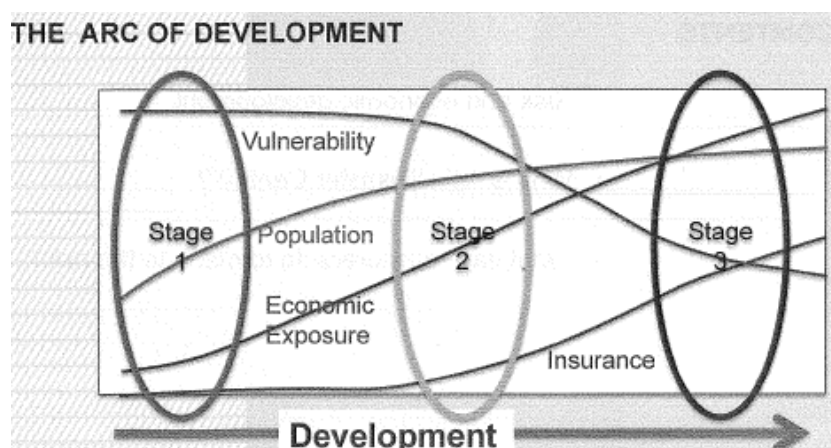 THE ARC OF DEVELOPMENT
Vulnerability
Stage
1
Population
Stage
2
Stage
3
Economic
Exposure
Insurance
Development